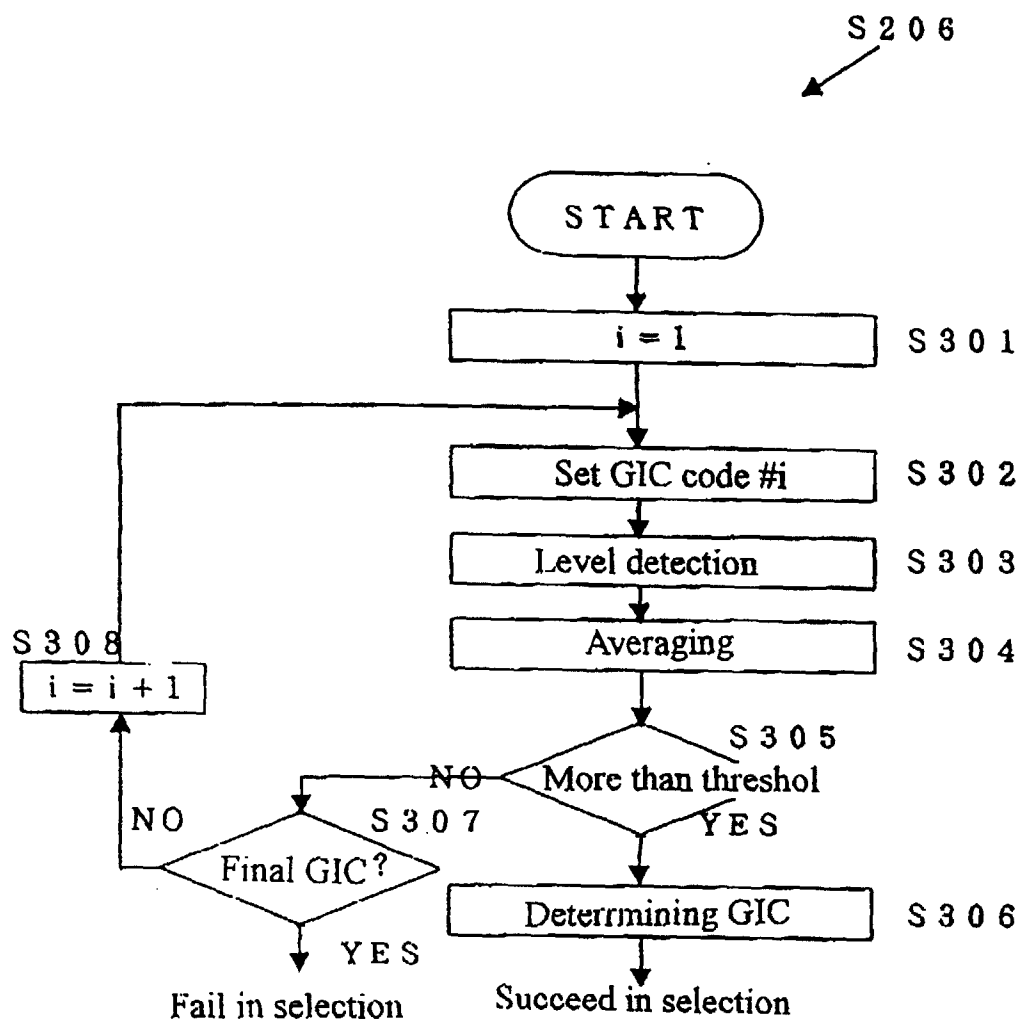 S206
START
i = 1
S301
Set GIC code #i
S302
Level detection
S303
Averaging
S304
S308
i = i + 1
S305
More than threshol
NO
YES
NO
S307
Final GIC?
YES
Deterrmining GIC
S306
Fail in selection
Succeed in selection